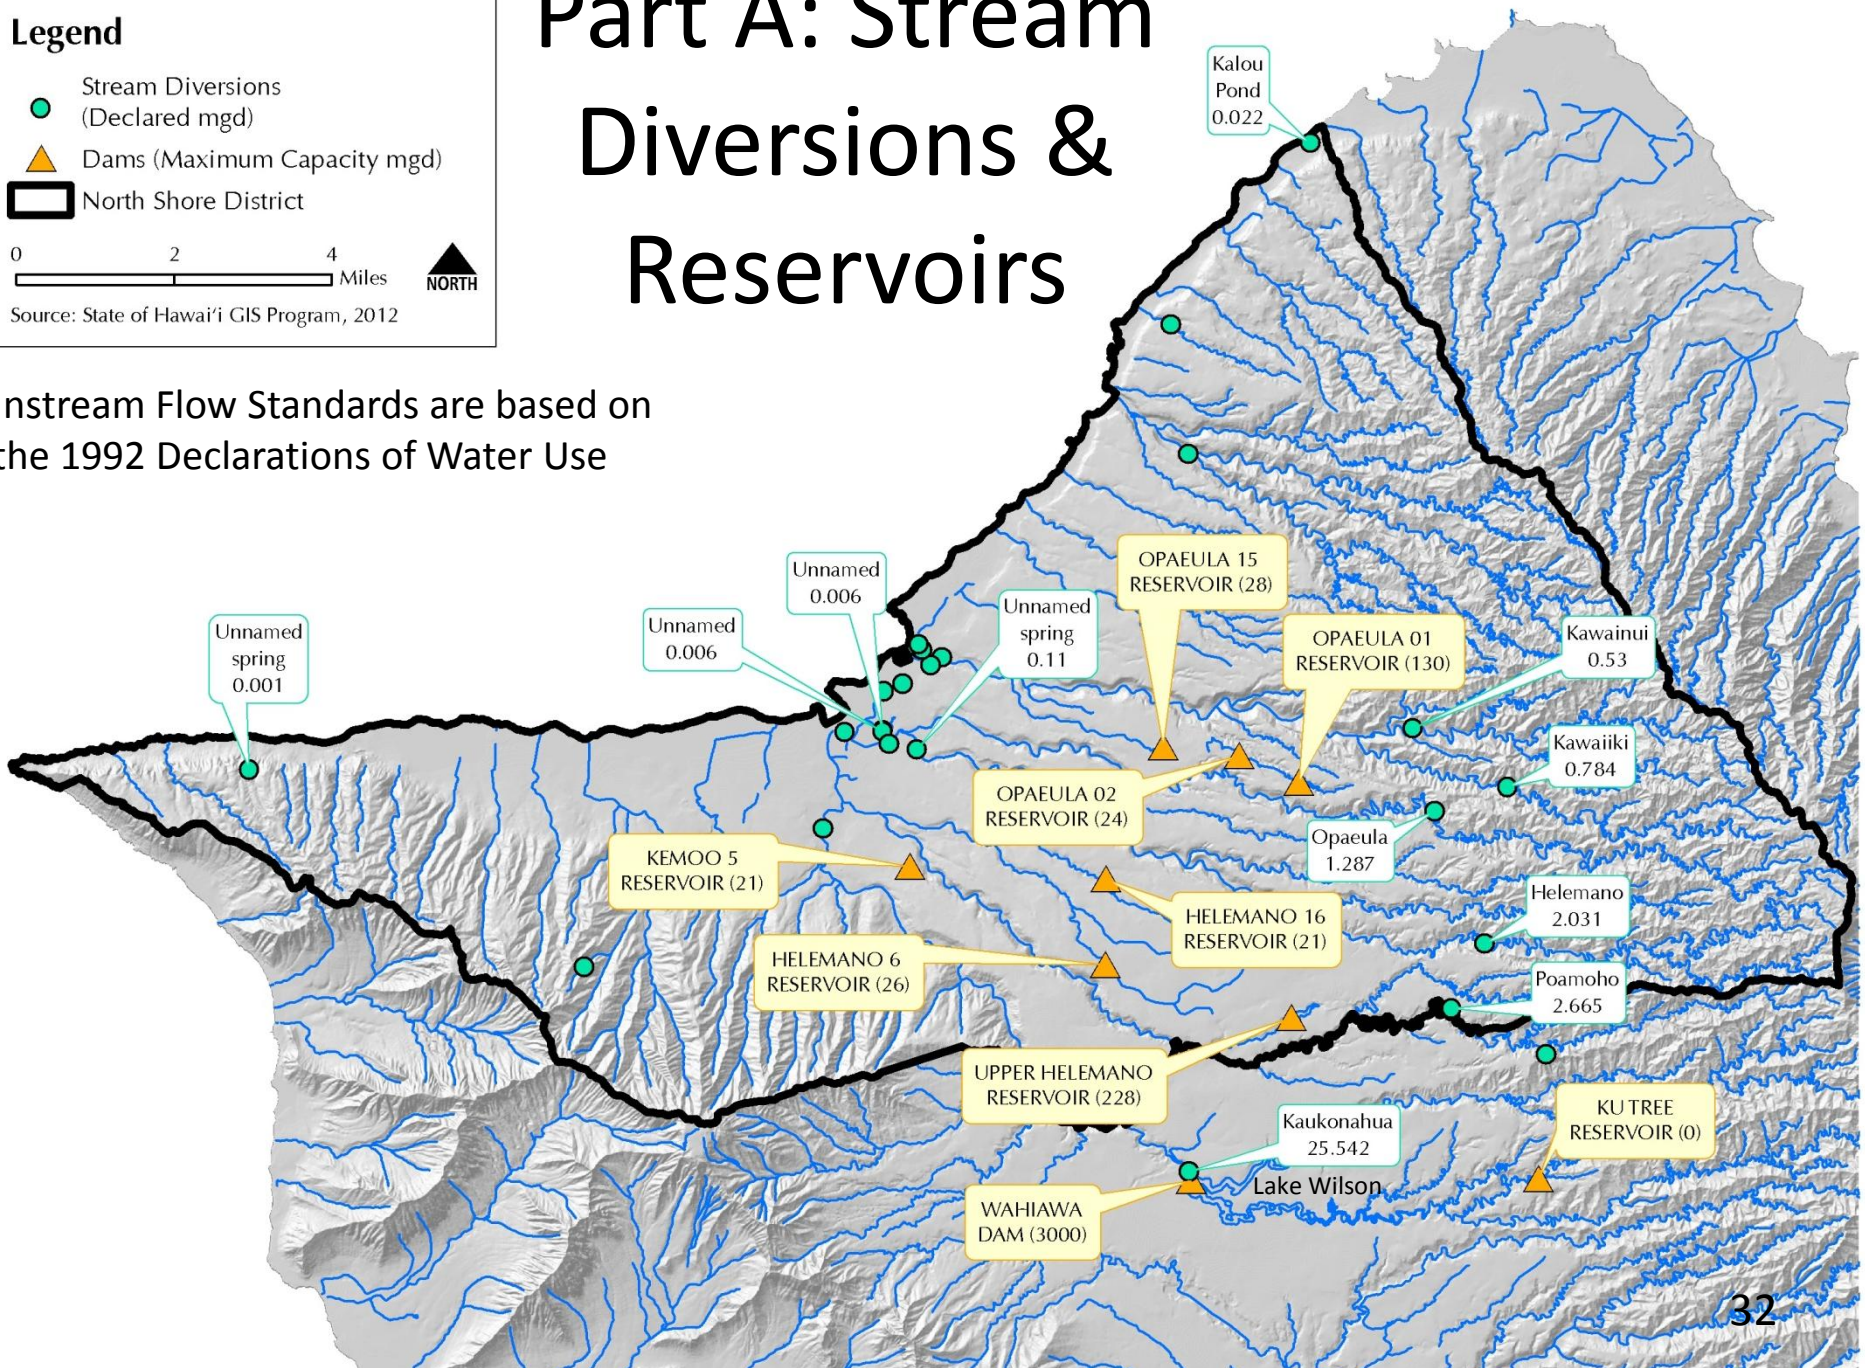 Part A: Stream
Diversions &
Reservoirs
Legend
Stream Diversions
(Declared mgd)
Dams (Maximum Capacity mgd)
North Shore District
0 2 4
Miles
NORTH
Source: State of Hawai‘i GIS Program, 2012
nstream Flow Standards are based on
the 1992 Declarations of Water Use
Kalou
Pond
0.022
Unnamed
spring
0.001
Unnamed
0.006
Unnamed
0.006
Unnamed
spring
0.11
OPAEULA 15
RESERVOIR (28)
OPAEULA 01
RESERVOIR (130)
Kawainui
0.53
Kawaiiki
0.784
OPAEULA 02
RESERVOIR (24)
Opaeula
1.287
KEMOO 5
RESERVOIR (21)
HELEMANO 16
RESERVOIR (21)
Helemano
2.031
HELEMANO 6
RESERVOIR (26)
Poamoho
2.665
UPPER HELEMANO
RESERVOIR (228)
KU TREE
RESERVOIR (0)
Kaukonahua
25.542
Lake Wilson
WAHIAWA
DAM (3000)
32